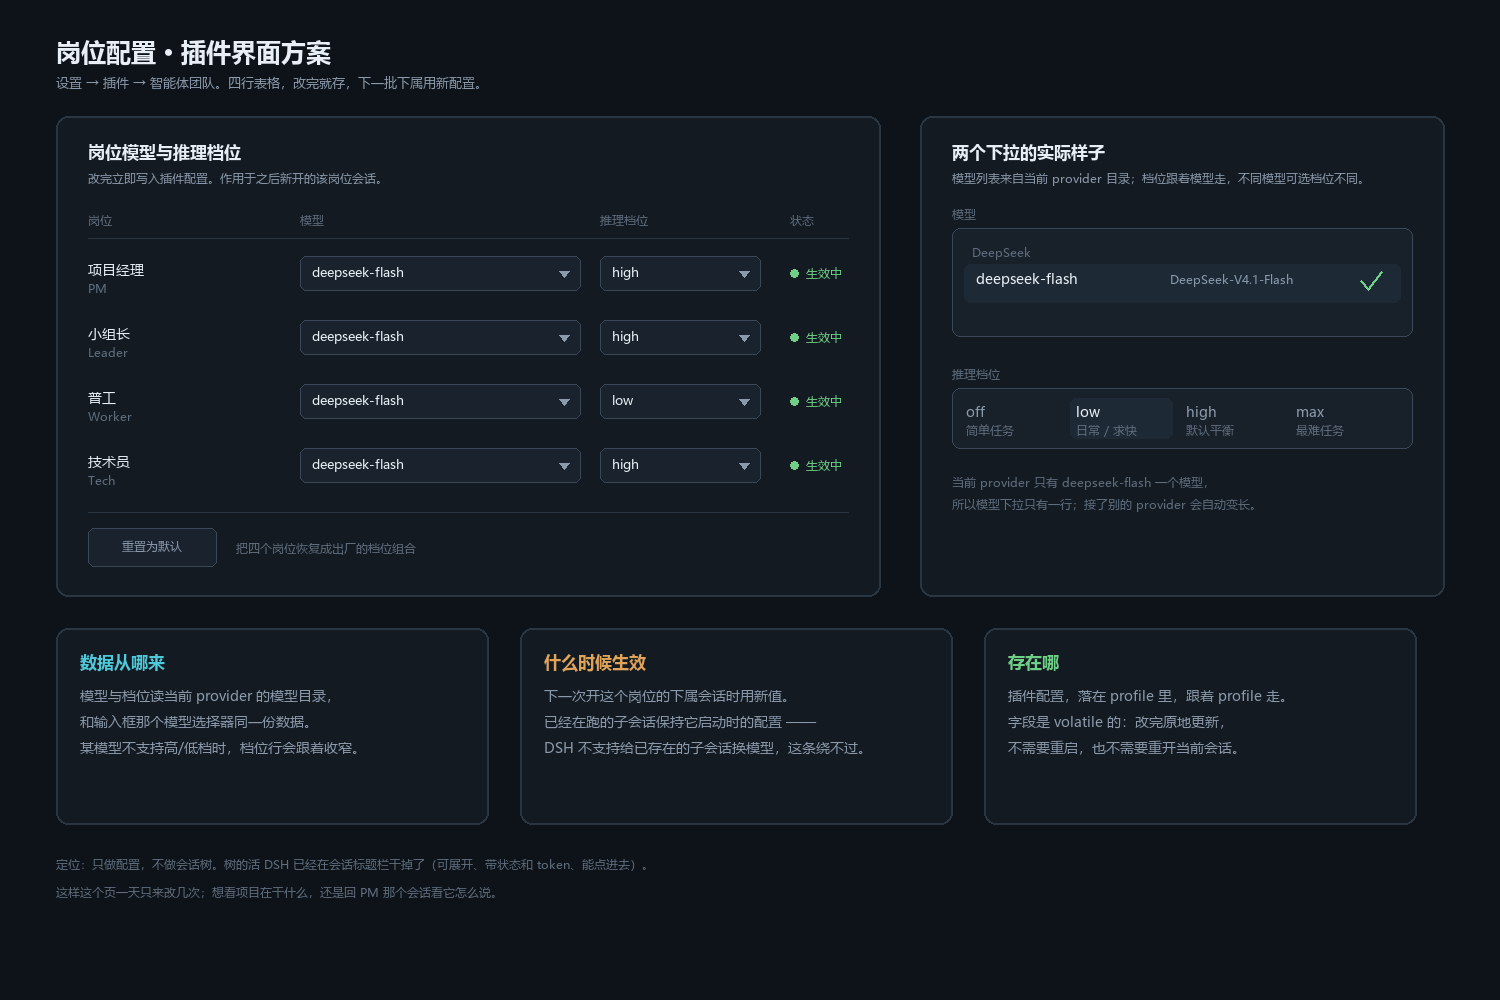 岗位配置 · 插件界面方案
设置 → 插件 → 智能体团队。四行表格，改完就存，下一批下属用新配置。
岗位模型与推理档位
改完立即写入插件配置。作用于之后新开的该岗位会话。
岗位 模型 推理档位 状态
项目经理 deepseek-flash high 生效中
PM
小组长 deepseek-flash high 生效中
Leader
普工 deepseek-flash low 生效中
Worker
技术员 deepseek-flash high 生效中
Tech
重置为默认 把四个岗位恢复成出厂的档位组合
两个下拉的实际样子
模型列表来自当前 provider 目录；档位跟着模型走，不同模型可选档位不同。
模型
DeepSeek
deepseek-flash DeepSeek-V4.1-Flash
推理档位
off low high max
简单任务 日常 / 求快 默认平衡 最难任务
当前 provider 只有 deepseek-flash 一个模型，
所以模型下拉只有一行；接了别的 provider 会自动变长。
数据从哪来
模型与档位读当前 provider 的模型目录，
和输入框那个模型选择器同一份数据。
某模型不支持高/低档时，档位行会跟着收窄。
什么时候生效
下一次开这个岗位的下属会话时用新值。
已经在跑的子会话保持它启动时的配置 ——
DSH 不支持给已存在的子会话换模型，这条绕不过。
存在哪
插件配置，落在 profile 里，跟着 profile 走。
字段是 volatile 的：改完原地更新，
不需要重启，也不需要重开当前会话。
定位：只做配置，不做会话树。树的活 DSH 已经在会话标题栏干掉了（可展开、带状态和 token、能点进去）。
这样这个页一天只来改几次；想看项目在干什么，还是回 PM 那个会话看它怎么说。